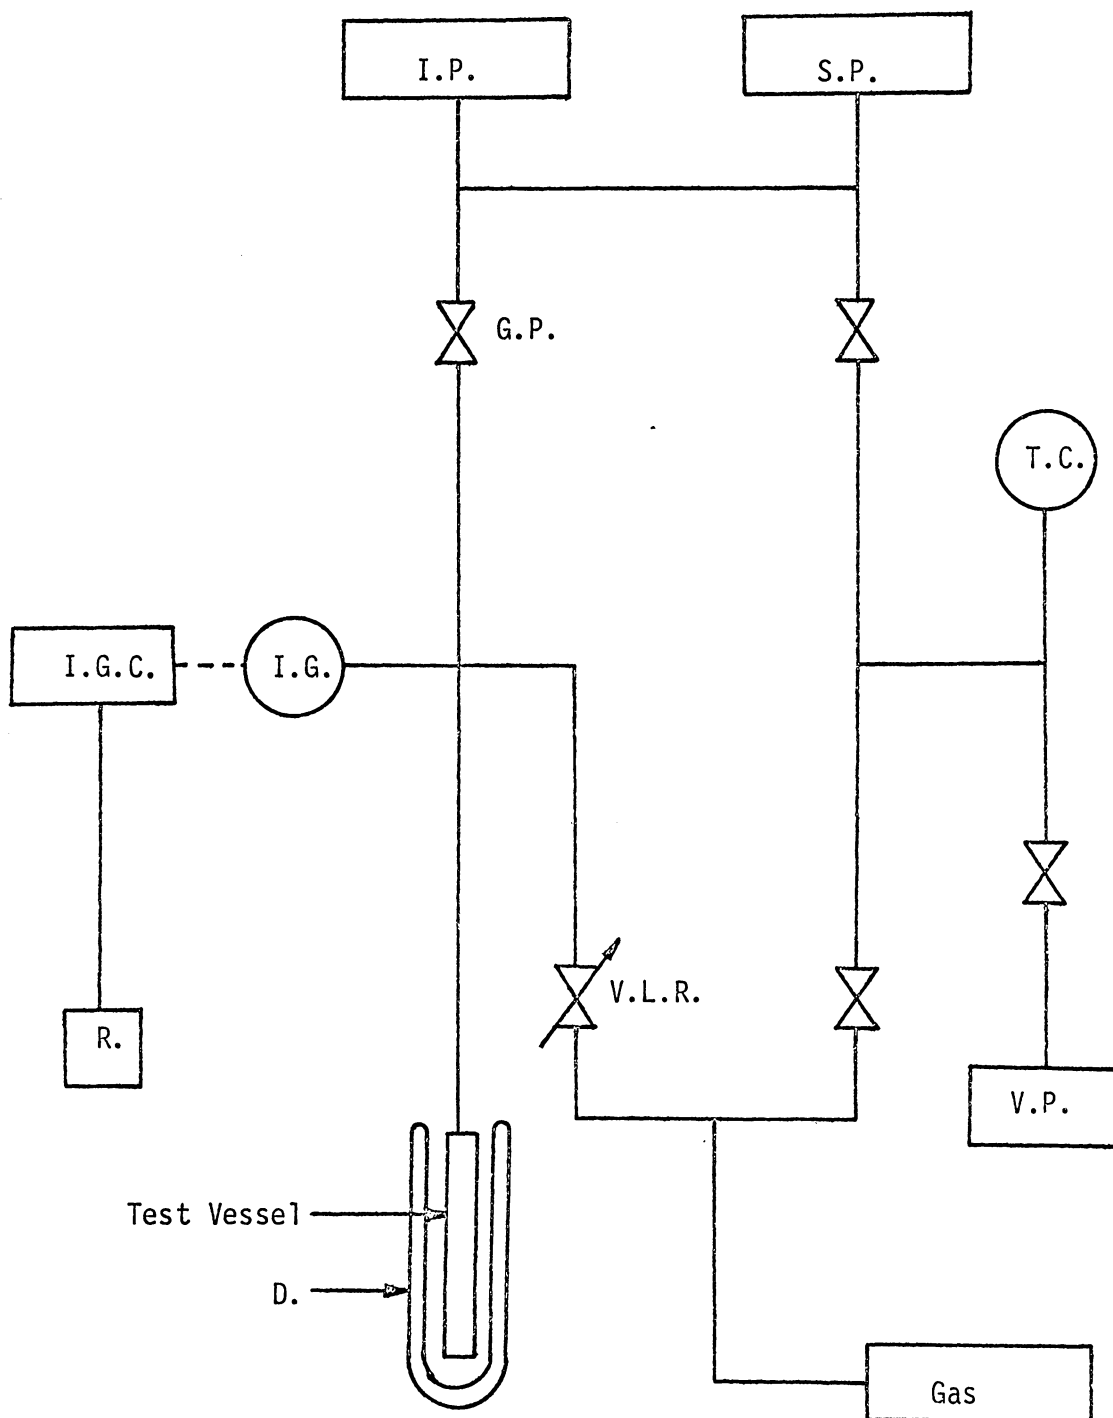 I.P.
S.P.
G.P.
T.C.
I.G.C.
I.G.
V.L.R.
R.
V.P.
Test Vessel
D.
Gas